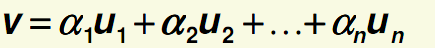 v = α₁u₁ + α₂u₂ + … + αₙuₙ